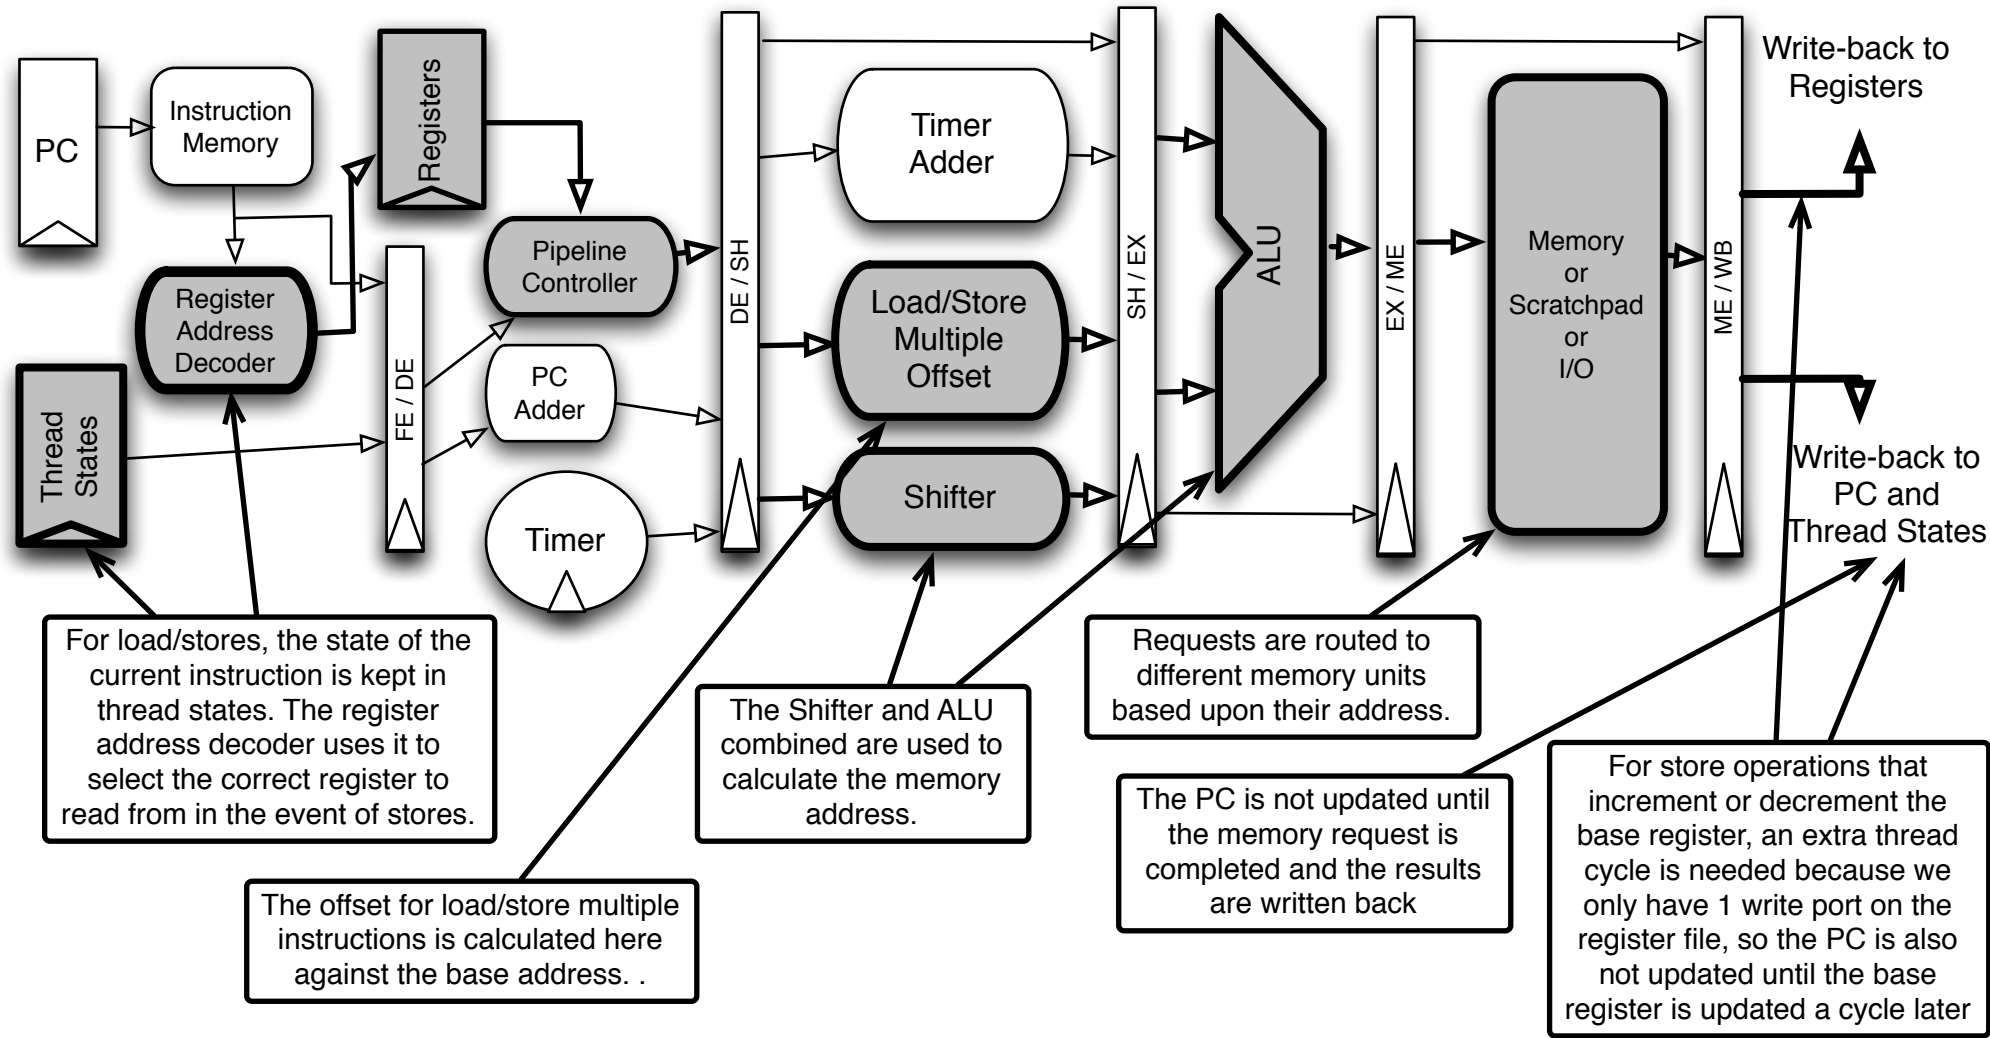 PC
Instruction
Memory
Registers
Register
Address
Decoder
Thread
States
FE / DE
Pipeline
Controller
PC
Adder
Timer
DE / SH
Timer
Adder
Load/Store
Multiple
Offset
Shifter
SH / EX
ALU
EX / ME
Memory
or
Scratchpad
or
I/O
ME / WB
Write-back to
Registers
Write-back to
PC and
Thread States
For load/stores, the state of the
current instruction is kept in
thread states. The register
address decoder uses it to
select the correct register to
read from in the event of stores.
The offset for load/store multiple
instructions is calculated here
against the base address. .
The Shifter and ALU
combined are used to
calculate the memory
address.
Requests are routed to
different memory units
based upon their address.
The PC is not updated until
the memory request is
completed and the results
are written back
For store operations that
increment or decrement the
base register, an extra thread
cycle is needed because we
only have 1 write port on the
register file, so the PC is also
not updated until the base
register is updated a cycle later